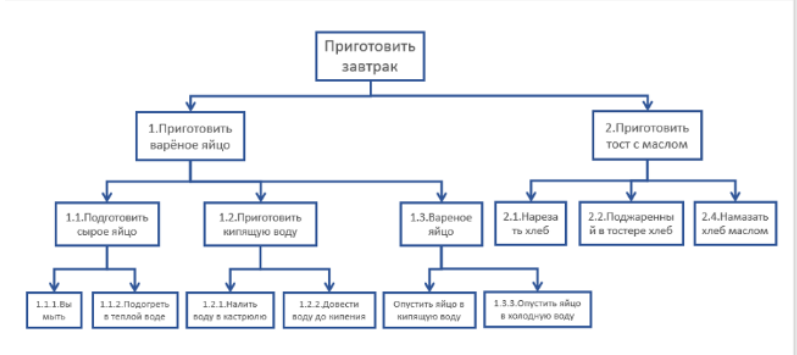 Приготовить
завтрак
1.Приготовить
варёное яйцо
2.Приготовить
тост с маслом
1.1.Подготовить
сырое яйцо
1.2.Приготовить
кипящую воду
1.3.Вареное
яйцо
2.1.Нареза
ть хлеб
2.2.Поджаренны
й в тостере хлеб
2.4.Намазать
хлеб маслом
1.1.1.Вы
мыть
1.1.2.Подогреть
в теплой воде
1.2.1.Налить
воду в кастрюлю
1.2.2.Довести
воду до кипения
Опустить яйцо в
кипящую воду
1.3.3.Опустить яйцо
в холодную воду